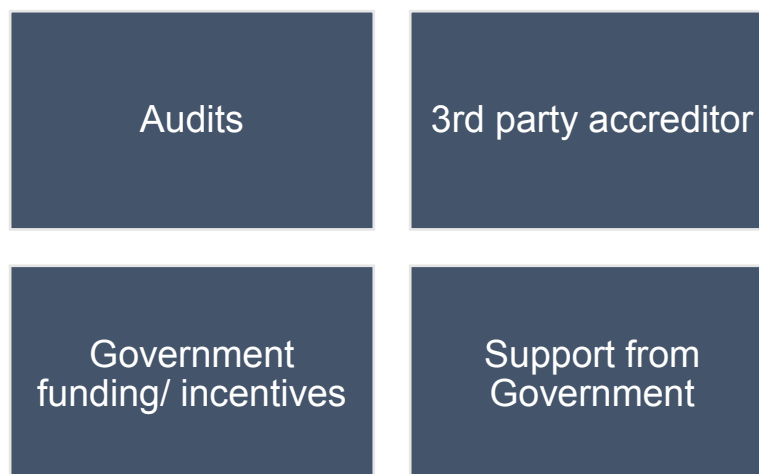 Audits
3rd party accreditor
Government
funding/ incentives
Support from
Government